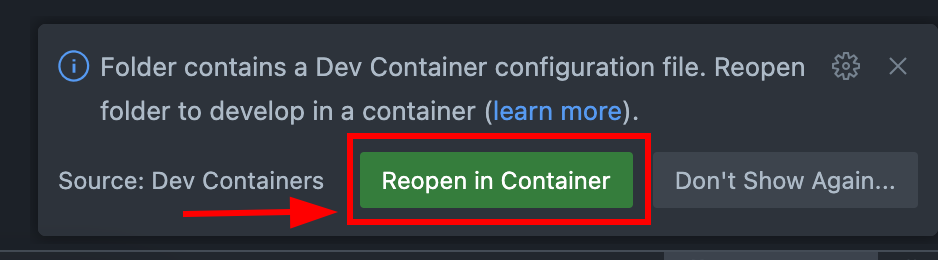 Folder contains a Dev Container configuration file. Reopen
folder to develop in a container (learn more).
Source: Dev Containers
Reopen in Container
Don't Show Again...